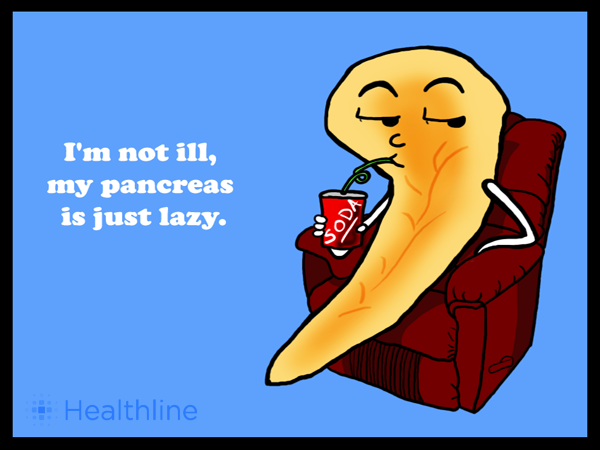 I'm not ill,
my pancreas
is just lazy.
SODA
Healthline